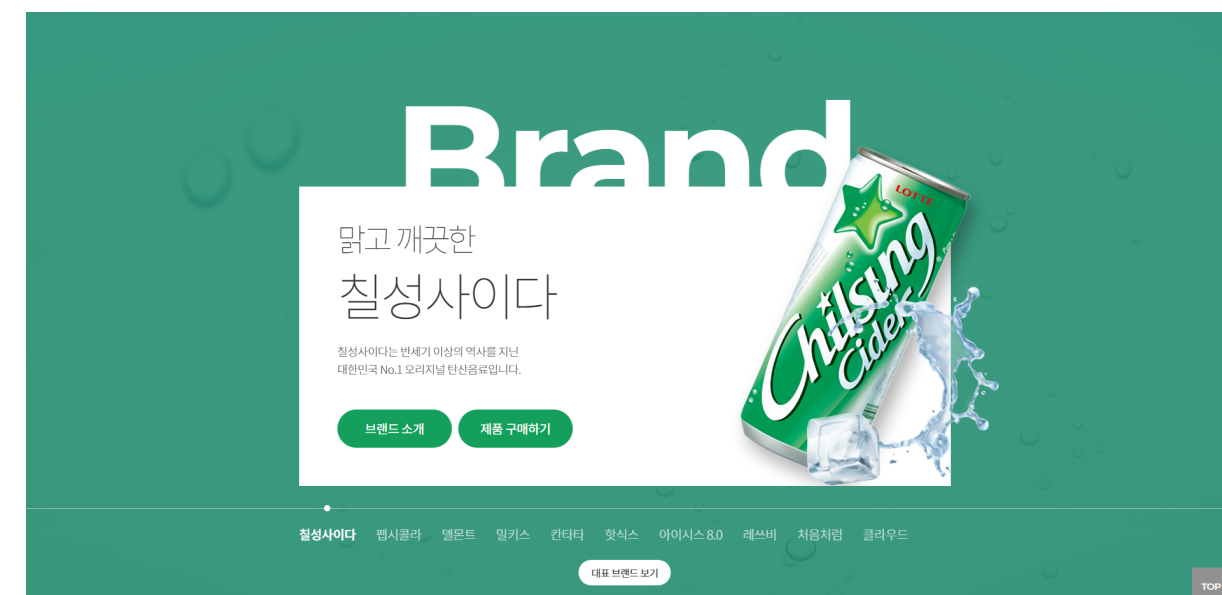 Brand
맑고 깨끗한
칠성사이다
칠성사이다는 반세기 이상의 역사를 지닌
대한민국 No.1 오리지널 탄산음료입니다.
브랜드 소개 제품 구매하기
LOTTE
Chilsung
Cider
칠성사이다 펩시콜라 델몬트 밀키스 칸타타 핫식스 아이시스 8.0 레쓰비 처음처럼 클라우드
대표 브랜드 보기
TOP